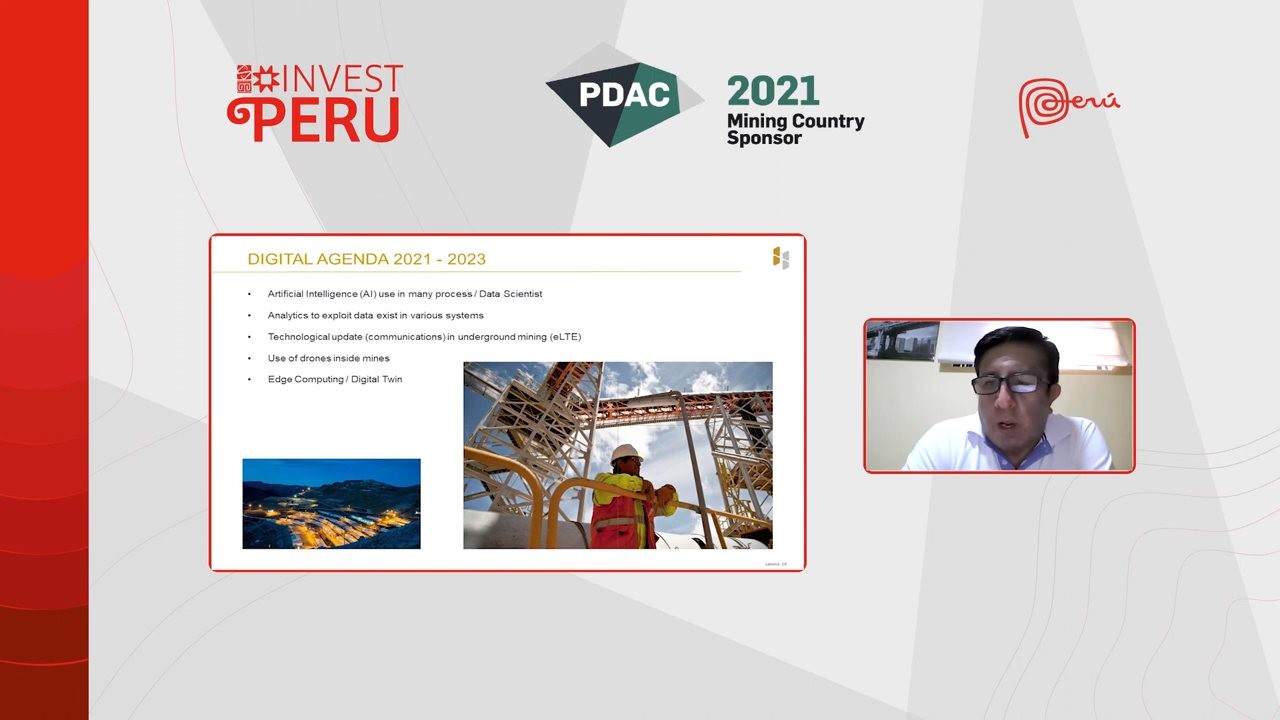 INVEST
PERU
PDAC
2021
Mining Country
Sponsor
Perú
DIGITAL AGENDA 2021 - 2023
• Artificial Intelligence (AI) use in many process / Data Scientist
• Analytics to exploit data exist in various systems
• Technological update (communications) in underground mining (eLTE)
• Use of drones inside mines
• Edge Computing / Digital Twin